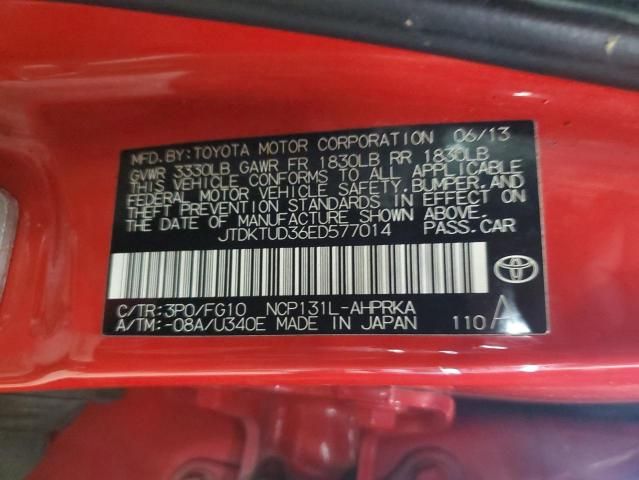 MFD.BY:TOYOTA MOTOR CORPORATION 06/13
GVWR 3330LB GAWR FR 1830LB RR 1830LB
THIS VEHICLE CONFORMS TO ALL APPLICABLE
FEDERAL MOTOR VEHICLE SAFETY, BUMPER, AND
THEFT PREVENTION STANDARDS IN EFFECT ON
THE DATE OF MANUFACTURE SHOWN ABOVE.
JTDKTUD36ED577014 PASS.CAR
C/TR:3P0/FG10 NCP131L-AHPRKA
A/TM:-08A/U340E MADE IN JAPAN 110 A